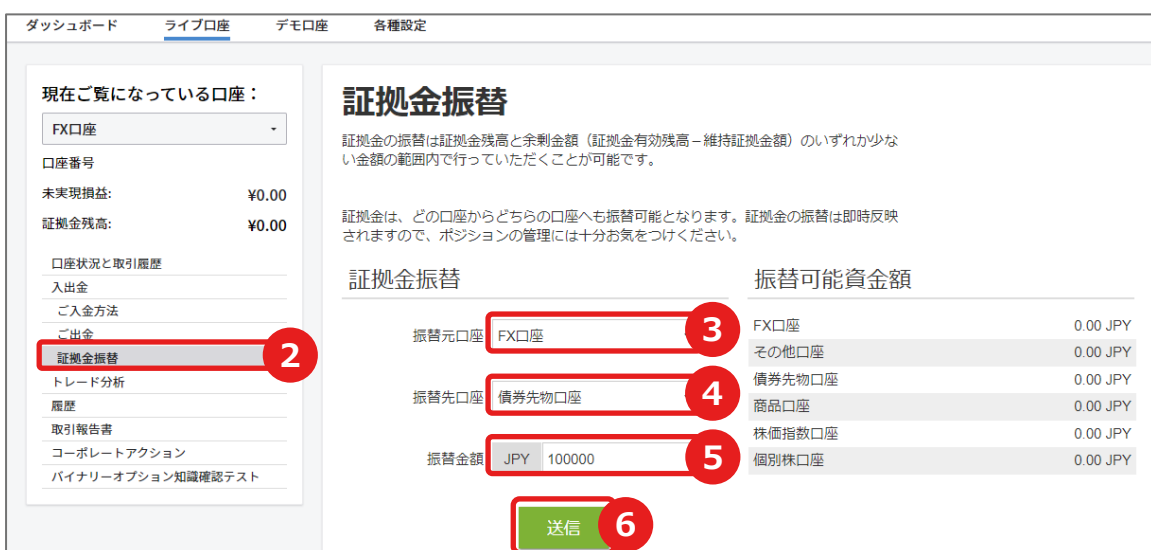 ダッシュボード ライブ口座 デモ口座 各種設定
現在ご覧になっている口座：
FX口座
口座番号
未実現損益: ¥0.00
証拠金残高: ¥0.00
口座状況と取引履歴
入出金
ご入金方法
ご出金
証拠金振替
2
トレード分析
履歴
取引報告書
コーポレートアクション
バイナリーオプション知識確認テスト
証拠金振替
証拠金の振替は証拠金残高と余剰金額（証拠金有効残高－維持証拠金額）のいずれか少な
い金額の範囲内で行っていただくことが可能です。
証拠金は、どの口座からどちらの口座へも振替可能となります。証拠金の振替は即時反映
されますので、ポジションの管理には十分お気をつけください。
証拠金振替
振替元口座 FX口座 3
振替先口座 債券先物口座 4
振替金額 JPY 100000 5
送信 6
振替可能資金額
FX口座 0.00 JPY
その他口座 0.00 JPY
債券先物口座 0.00 JPY
商品口座 0.00 JPY
株価指数口座 0.00 JPY
個別株口座 0.00 JPY